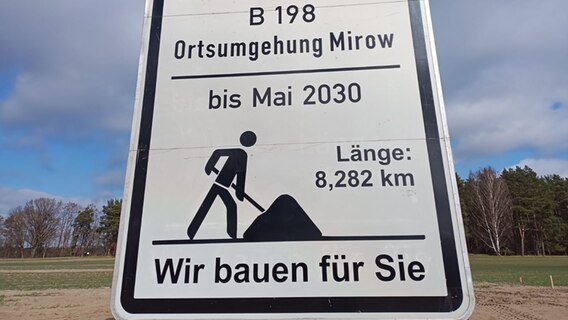 B 198
Ortsumgehung Mirow
bis Mai 2030
Länge:
8,282 km
Wir bauen für Sie